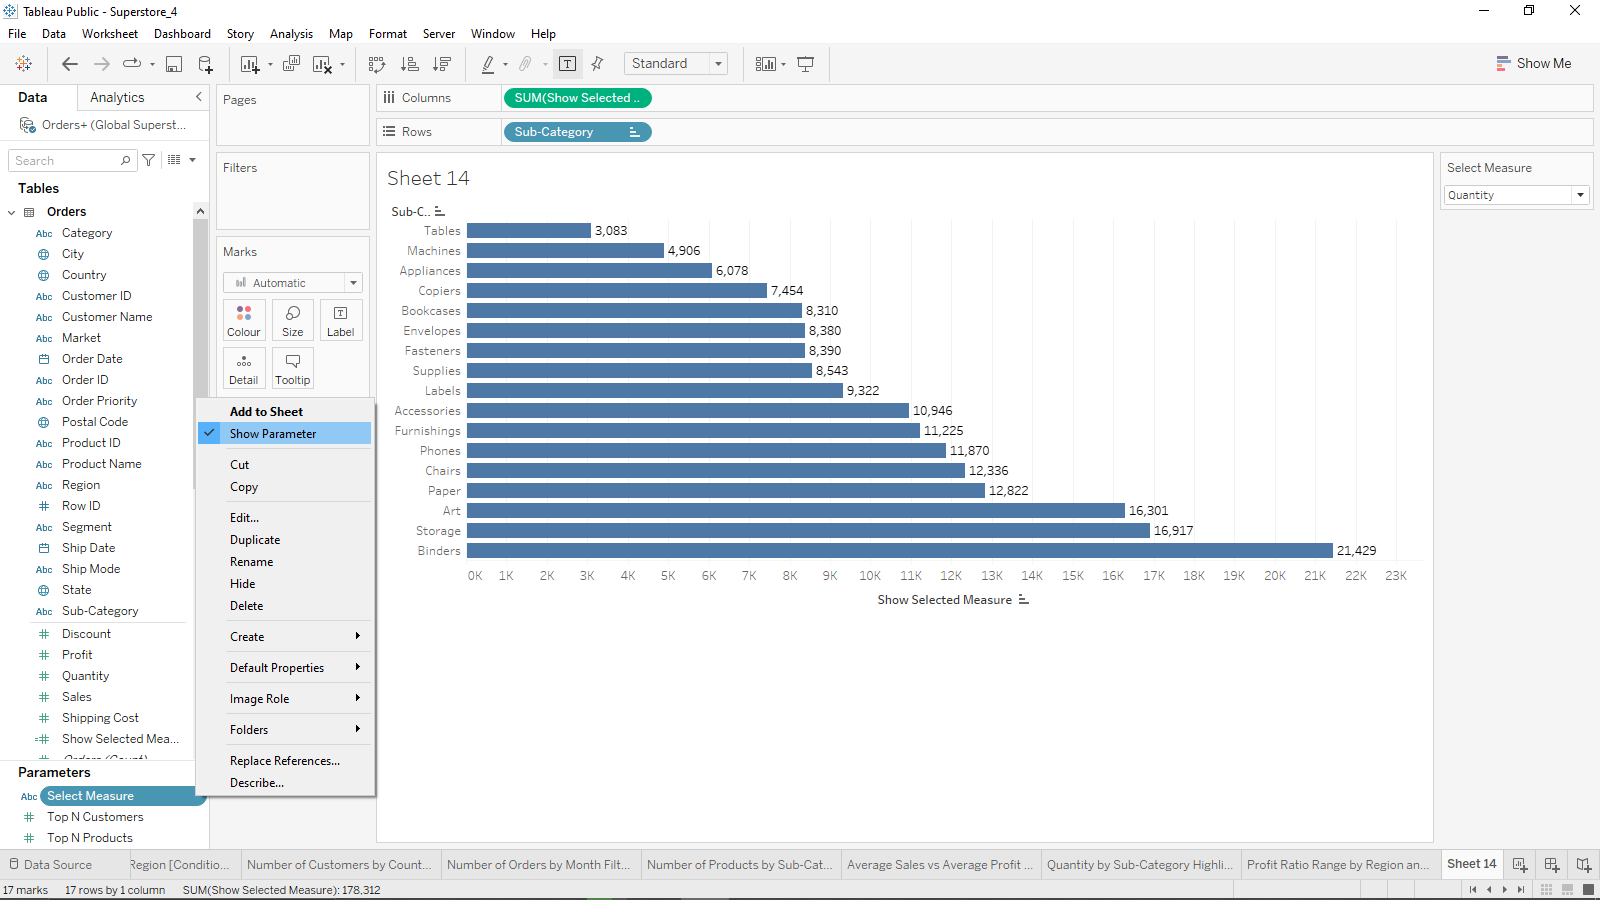 Tableau Public - Superstore_4
File Data Worksheet Dashboard Story Analysis Map Format Server Window Help
Standard
Show Me
Data Analytics
Orders+ (Global Superst...
Search
Tables
Orders
Abc Category
City
Country
Abc Customer ID
Abc Customer Name
Abc Market
Order Date
Abc Order ID
Abc Order Priority
Postal Code
Abc Product ID
Abc Product Name
Abc Region
Row ID
Abc Segment
Ship Date
Abc Ship Mode
State
Abc Sub-Category
Discount
Profit
Quantity
Sales
Shipping Cost
Show Selected Mea...
Orders (Count)
Parameters
Abc Select Measure
Top N Customers
Top N Products
Pages
Filters
Marks
Automatic
Colour Size Label
Detail Tooltip
Add to Sheet
Show Parameter
Cut
Copy
Edit...
Duplicate
Rename
Hide
Delete
Create
Default Properties
Image Role
Folders
Replace References...
Describe...
Columns SUM(Show Selected ..
Rows Sub-Category
Sheet 14
Sub-C..
Tables 3,083
Machines 4,906
Appliances 6,078
Copiers 7,454
Bookcases 8,310
Envelopes 8,380
Fasteners 8,390
Supplies 8,543
Labels 9,322
Accessories 10,946
Furnishings 11,225
Phones 11,870
Chairs 12,336
Paper 12,822
Art 16,301
Storage 16,917
Binders 21,429
0K 1K 2K 3K 4K 5K 6K 7K 8K 9K 10K 11K 12K 13K 14K 15K 16K 17K 18K 19K 20K 21K 22K 23K
Show Selected Measure
Select Measure
Quantity
Data Source Region [Conditio... Number of Customers by Count... Number of Orders by Month Filt... Number of Products by Sub-Cat... Average Sales vs Average Profit ... Quantity by Sub-Category Highli... Profit Ratio Range by Region an... Sheet 14
17 marks 17 rows by 1 column SUM(Show Selected Measure): 178,312